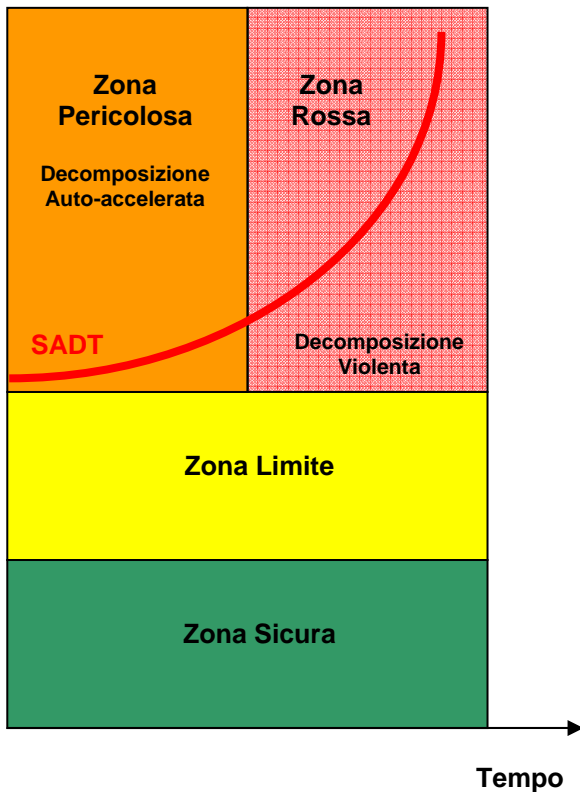 Zona
Pericolosa
Decomposizione
Auto-accelerata
Zona
Rossa
SADT
Decomposizione
Violenta
Zona Limite
Zona Sicura
Tempo